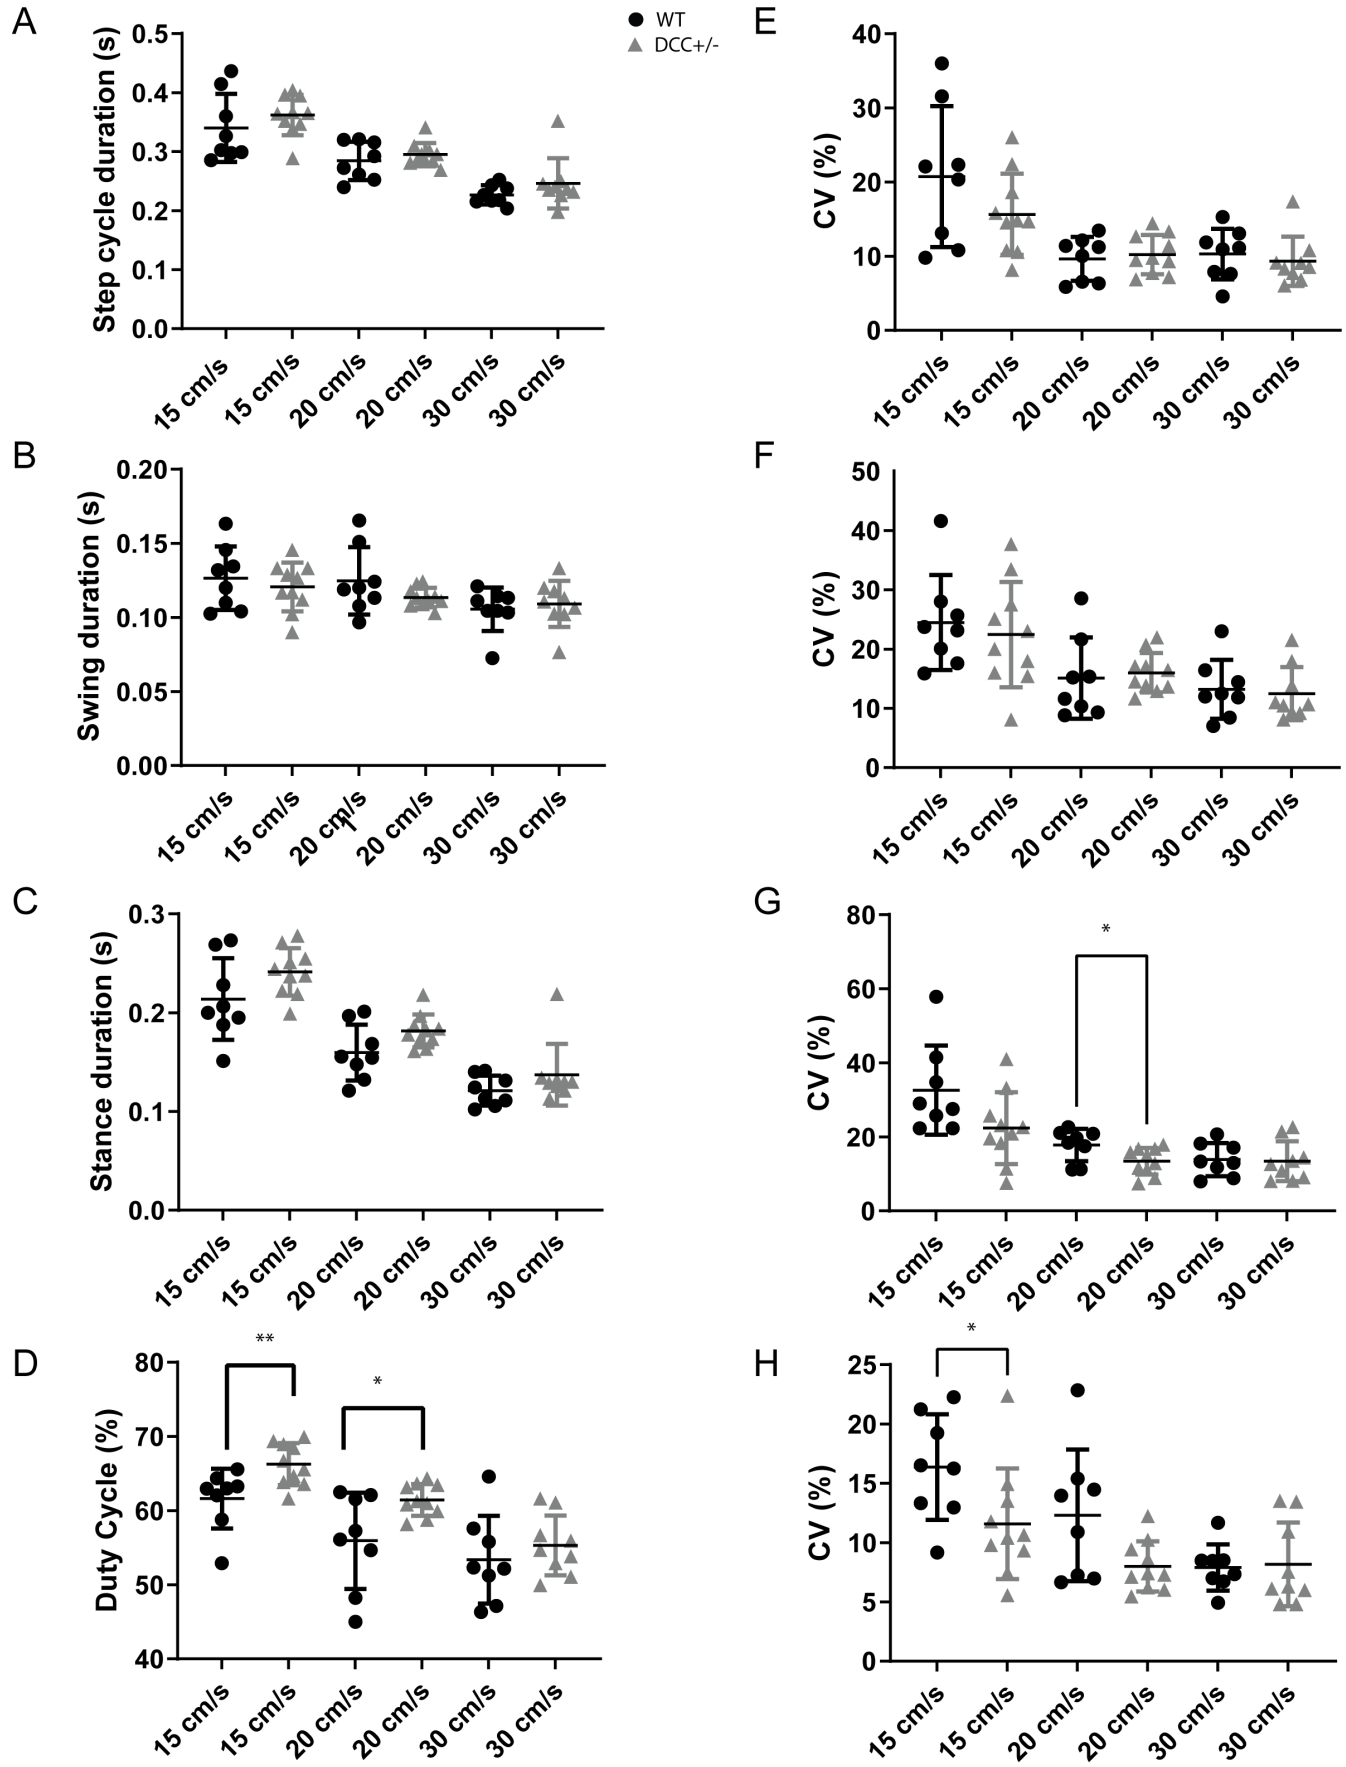 A
WT
DCC+/-
Step cycle duration (s)
0.5
0.4
0.3
0.2
0.1
0.0
15 cm/s
15 cm/s
20 cm/s
20 cm/s
30 cm/s
30 cm/s
E
CV (%)
40
30
20
10
0
15 cm/s
15 cm/s
20 cm/s
20 cm/s
30 cm/s
30 cm/s
B
Swing duration (s)
0.20
0.15
0.10
0.05
0.00
15 cm/s
15 cm/s
20 cm/s
20 cm/s
30 cm/s
30 cm/s
F
CV (%)
50
40
30
20
10
0
15 cm/s
15 cm/s
20 cm/s
20 cm/s
30 cm/s
30 cm/s
C
Stance duration (s)
0.3
0.2
0.1
0.0
15 cm/s
15 cm/s
20 cm/s
20 cm/s
30 cm/s
30 cm/s
G
CV (%)
80
60
40
20
0
*
15 cm/s
15 cm/s
20 cm/s
20 cm/s
30 cm/s
30 cm/s
D
Duty Cycle (%)
80
70
60
50
40
**
*
15 cm/s
15 cm/s
20 cm/s
20 cm/s
30 cm/s
30 cm/s
H
CV (%)
25
20
15
10
5
0
*
15 cm/s
15 cm/s
20 cm/s
20 cm/s
30 cm/s
30 cm/s